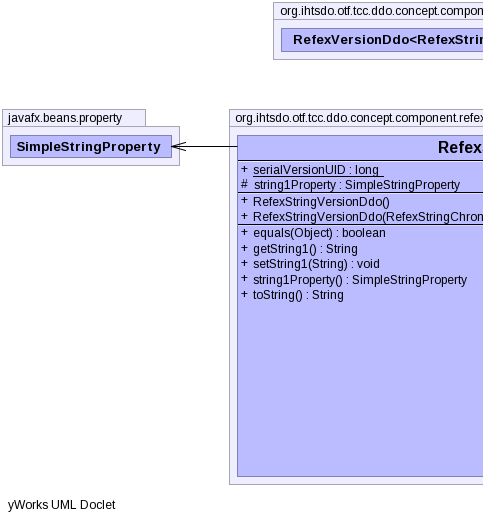 org.ihtsdo.otf.tcc.ddo.concept.component
RefexVersionDdo<RefexStrin
javafx.beans.property
SimpleStringProperty
org.ihtsdo.otf.tcc.ddo.concept.component.refex
Refexs
+ serialVersionUID : long
# string1Property : SimpleStringProperty
+ RefexStringVersionDdo()
+ RefexStringVersionDdo(RefexStringChron
+ equals(Object) : boolean
+ getString1() : String
+ setString1(String) : void
+ string1Property() : SimpleStringProperty
+ toString() : String
yWorks UML Doclet